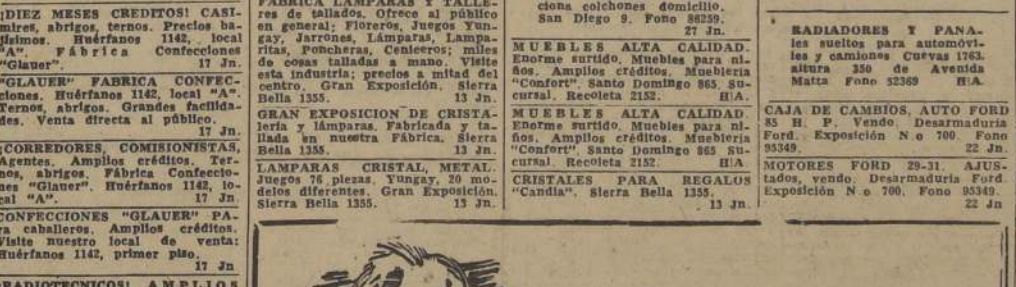 ¡DIEZ MESES CREDITOS! CASI-
mires, abrigos, ternos. Precios ba-
jísimos. Huérfanos 1142, local
"A". Fábrica Confecciones
"Glauer". 17 Jn.
"GLAUER" FABRICA CONFEC-
ciones. Huérfanos 1142, local "A".
Ternos, abrigos. Grandes facilida-
des. Venta directa al público.
17 Jn.
¡CORREDORES, COMISIONISTAS,
Agentes. Amplios créditos. Ter-
nos, abrigos. Fábrica Confeccio-
nes "Glauer". Huérfanos 1142, lo-
cal "A". 17 Jn.
CONFECCIONES "GLAUER" PA-
ra caballeros. Amplios créditos.
Visite nuestro local de venta:
Huérfanos 1142, primer piso.
17 Jn
¡RADIOTECNICOS! AMPLIOS
FABRICA LAMPARAS Y TALLE-
res de tallados. Ofrece al público
en general; Floreros, Juegos Yun-
gay, Jarrones, Lámparas, Lampa-
ritas, Poncheras, Ceniceros; miles
de cosas talladas a mano. Visite
esta industria; precios a mitad del
centro. Gran Exposición. Sierra
Bella 1355. 13 Jn.
GRAN EXPOSICION DE CRISTA-
lería y lámparas. Fabricada y ta-
llada en nuestra Fábrica. Sierra
Bella 1355. 13 Jn.
LAMPARAS CRISTAL, METAL.
Juegos 76 piezas. Yungay, 20 mo-
delos diferentes. Gran Exposición.
Sierra Bella 1355. 13 Jn.
ciona colchones domicilio.
San Diego 9. Fono 86259.
27 Jn.
MUEBLES ALTA CALIDAD.
Enorme surtido. Muebles para ni-
ños. Amplios créditos. Mueblería
"Confort". Santo Domingo 865 Su-
cursal. Recoleta 2152. H|A.
MUEBLES ALTA CALIDAD.
Enorme surtido. Muebles para ni-
ños. Amplios créditos. Mueblería
"Confort". Santo Domingo 865 Su-
cursal. Recoleta 2152. H|A
CRISTALES PARA REGALOS
"Candia". Sierra Bella 1355.
13 Jn.
RADIADORES Y PANA-
les sueltos para automóvi-
les y camiones Cuevas 1763.
altura 350 de Avenida
Matta Fono 52369 H|A.
CAJA DE CAMBIOS, AUTO FORD
85 H. P. Vendo. Desarmaduría
Ford. Exposición N o 700. Fono
95349. 22 Jn.
MOTORES FORD 29-31, AJUS-
tados, vendo. Desarmaduría Ford.
Exposición N o 700. Fono 95349.
22 Jn